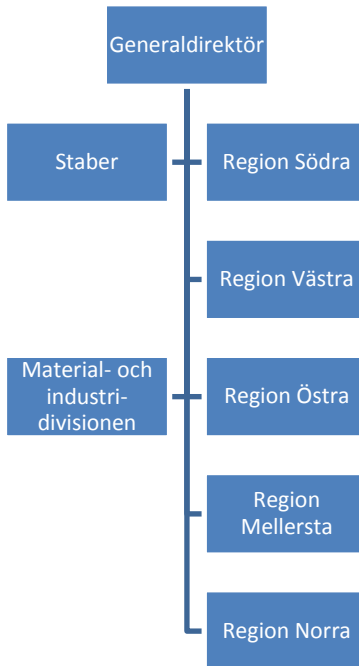 Generaldirektör
Staber
Region Södra
Region Västra
Material- och
industri-
divisionen
Region Östra
Region
Mellersta
Region Norra